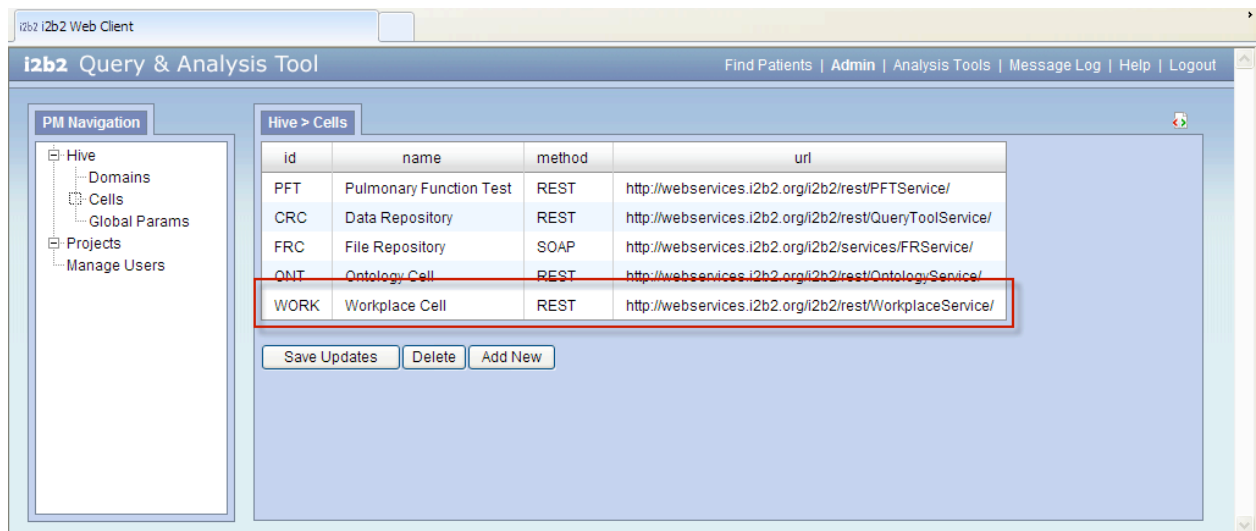 i2b2 i2b2 Web Client
i2b2 Query & Analysis Tool
Find Patients | Admin | Analysis Tools | Message Log | Help | Logout
PM Navigation
Hive
Domains
Cells
Global Params
Projects
Manage Users
Hive > Cells
id name method url
PFT Pulmonary Function Test REST http://webservices.i2b2.org/i2b2/rest/PFTService/
CRC Data Repository REST http://webservices.i2b2.org/i2b2/rest/QueryToolService/
FRC File Repository SOAP http://webservices.i2b2.org/i2b2/services/FRService/
ONT Ontology Cell REST http://webservices.i2b2.org/i2b2/rest/OntologyService/
WORK Workplace Cell REST http://webservices.i2b2.org/i2b2/rest/WorkplaceService/
Save Updates Delete Add New